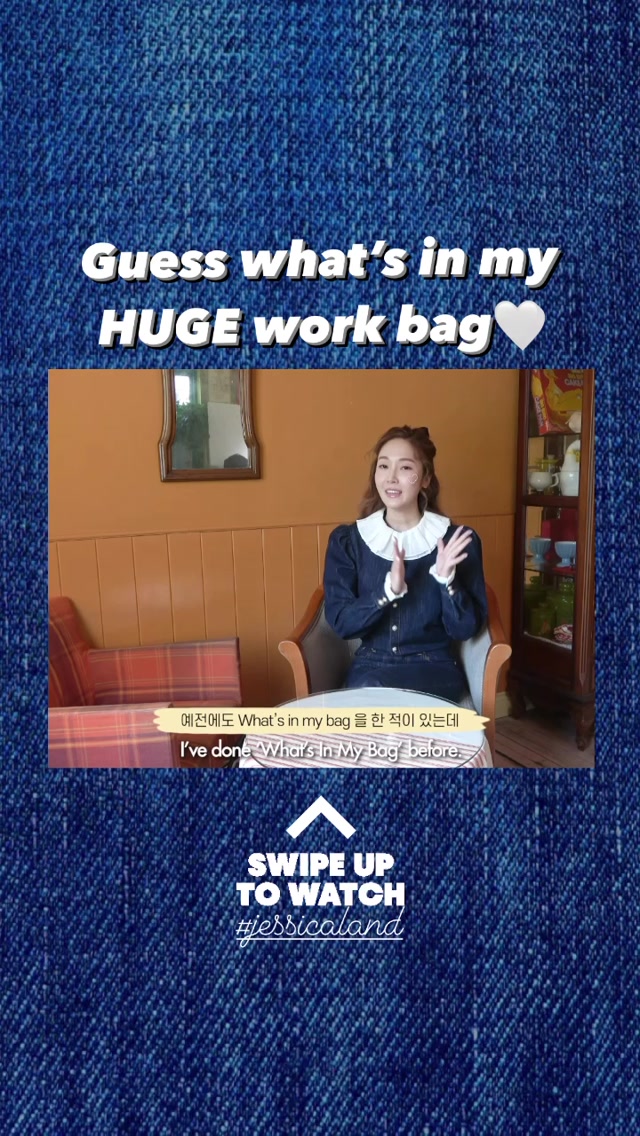 Guess what's in my
HUGE work bag🤍
예전에도 What's in my bag 을 한 적이 있는데
I've done 'What's In My Bag' before.
SWIPE UP
TO WATCH
#jessicaland